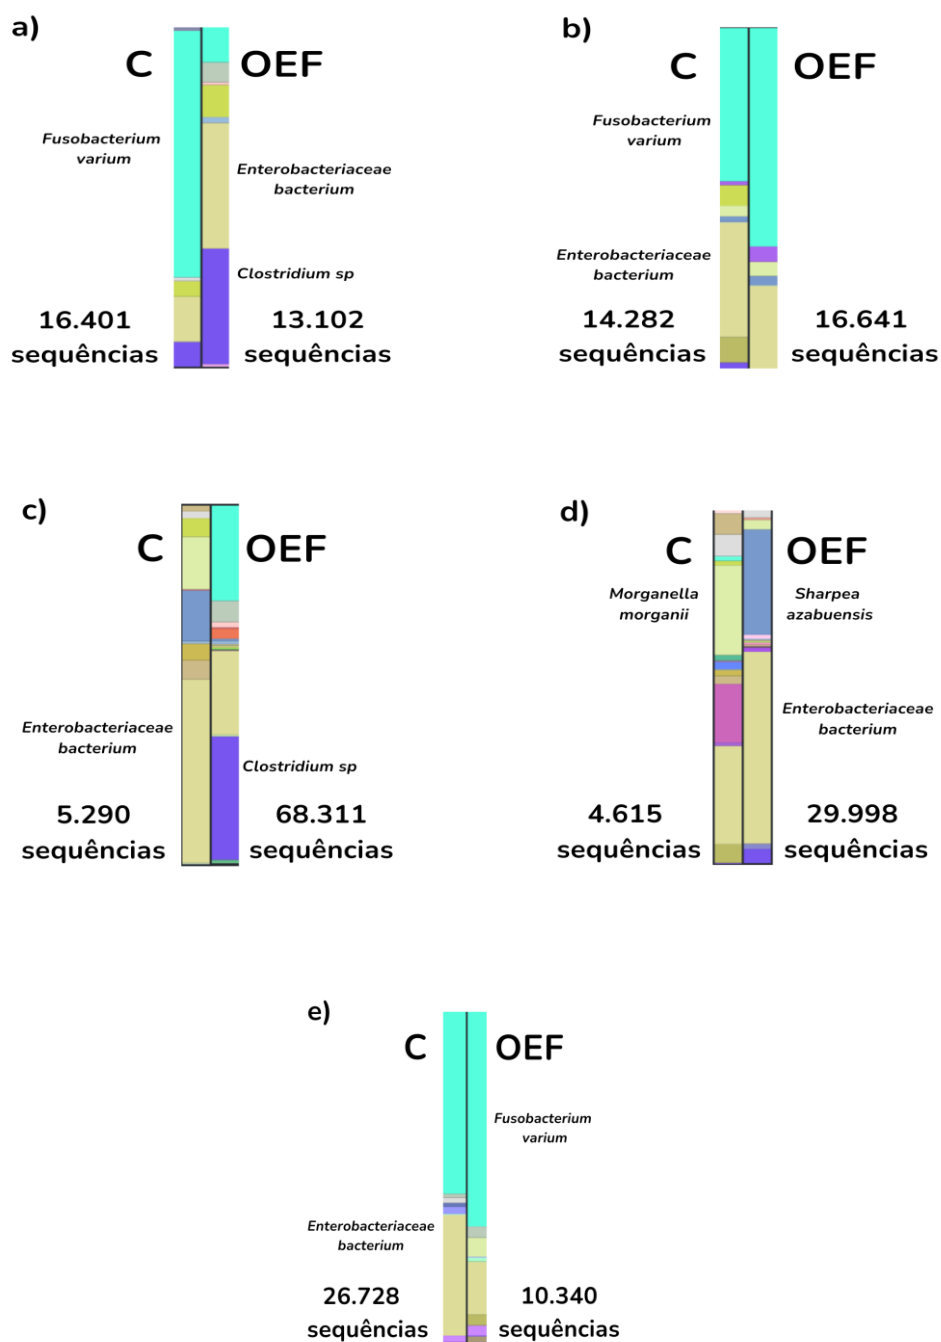 a)
C
OEF
Fusobacterium
varium
Enterobacteriaceae
bacterium
Clostridium sp
16.401
sequências
13.102
sequências
b)
C
OEF
Fusobacterium
varium
Enterobacteriaceae
bacterium
14.282
sequências
16.641
sequências
c)
C
OEF
Enterobacteriaceae
bacterium
Clostridium sp
5.290
sequências
68.311
sequências
d)
C
OEF
Morganella
morganii
Sharpea
azabuensis
Enterobacteriaceae
bacterium
4.615
sequências
29.998
sequências
e)
C
OEF
Fusobacterium
varium
Enterobacteriaceae
bacterium
26.728
sequências
10.340
sequências